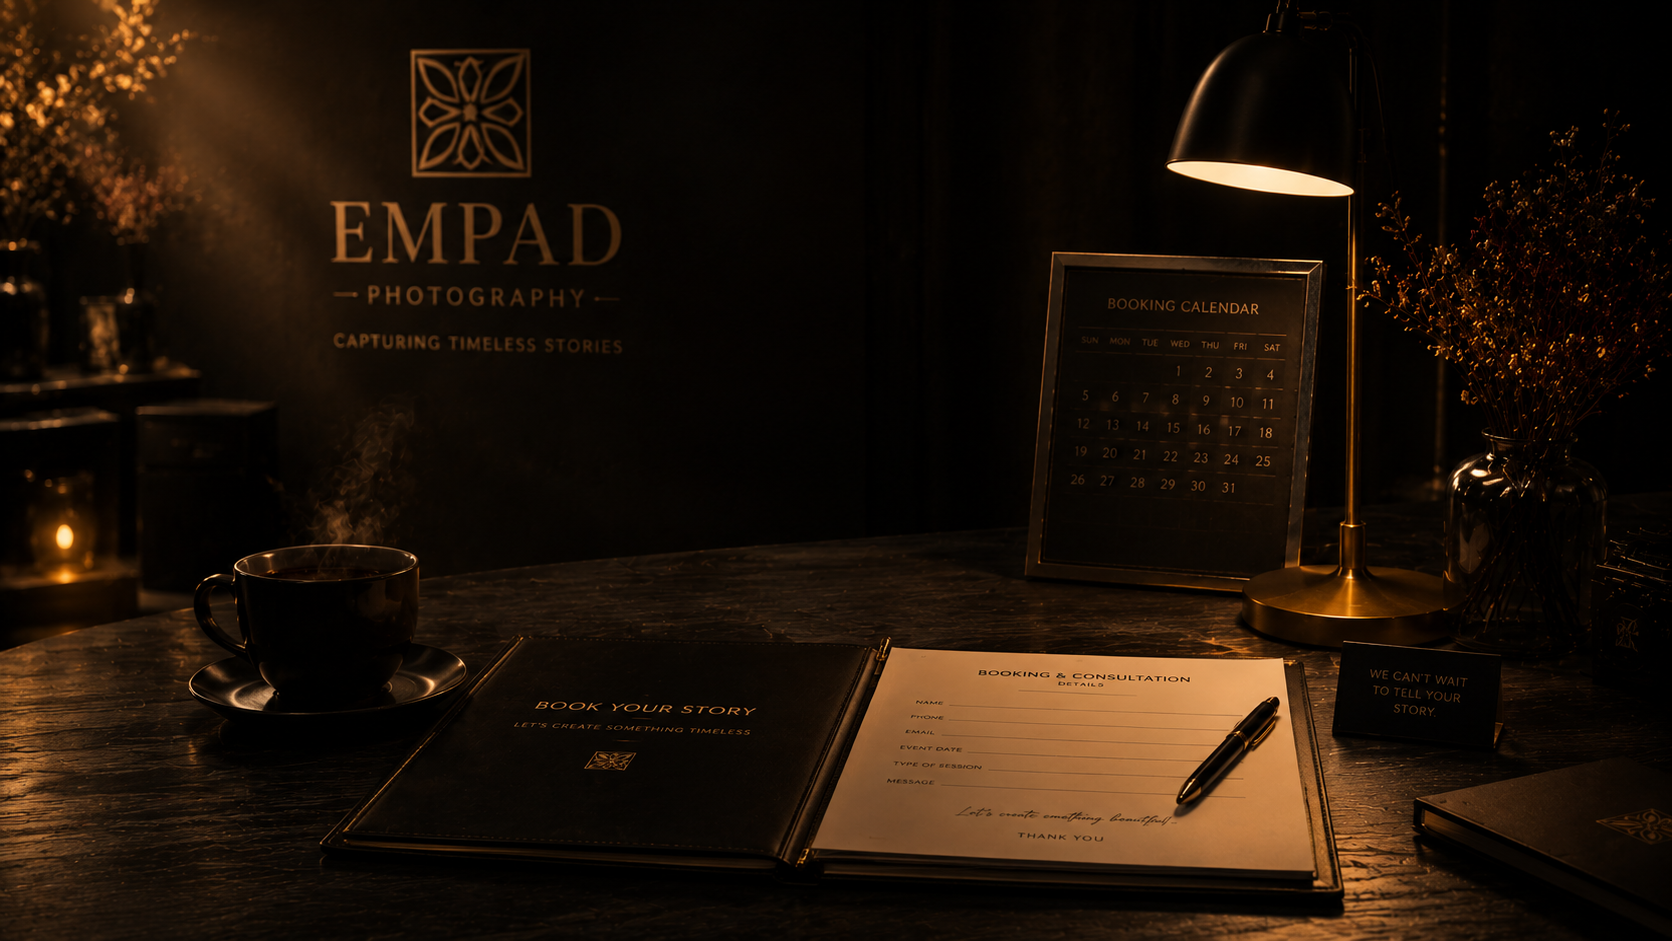 EMPAD
PHOTOGRAPHY
CAPTURING TIMELESS STORIES
BOOKING CALENDAR
SUN MON TUE WED THU FRI SAT
1 2 3 4
5 6 7 8 9 10 11
12 13 14 15 16 17 18
19 20 21 22 23 24 25
26 27 28 29 30 31
BOOK YOUR STORY
LET'S CREATE SOMETHING TIMELESS
BOOKING & CONSULTATION
DETAILS
NAME
PHONE
EMAIL
EVENT DATE
TYPE OF SESSION
MESSAGE
Let's create emathing beautful!
THANK YOU
WE CAN'T WAIT
TO TELL YOUR
STORY.